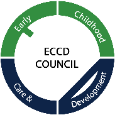 Early
Childhood
ECCD
COUNCIL
Care &
Development